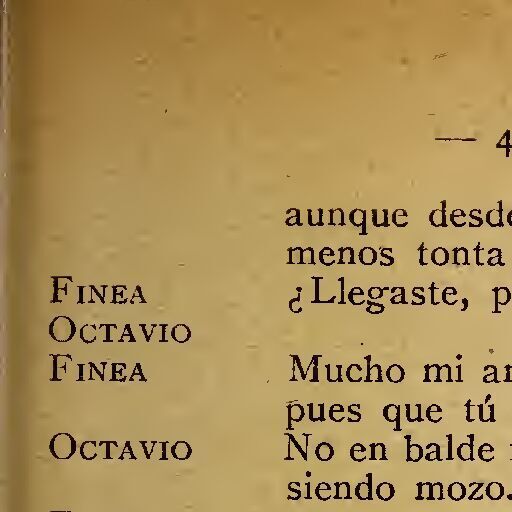 — 4
aunque desde
menos tonta
FINEA ¿Llegaste,
OCTAVIO
FINEA Mucho mi
pues que tú
OCTAVIO No en balde
siendo mozo.